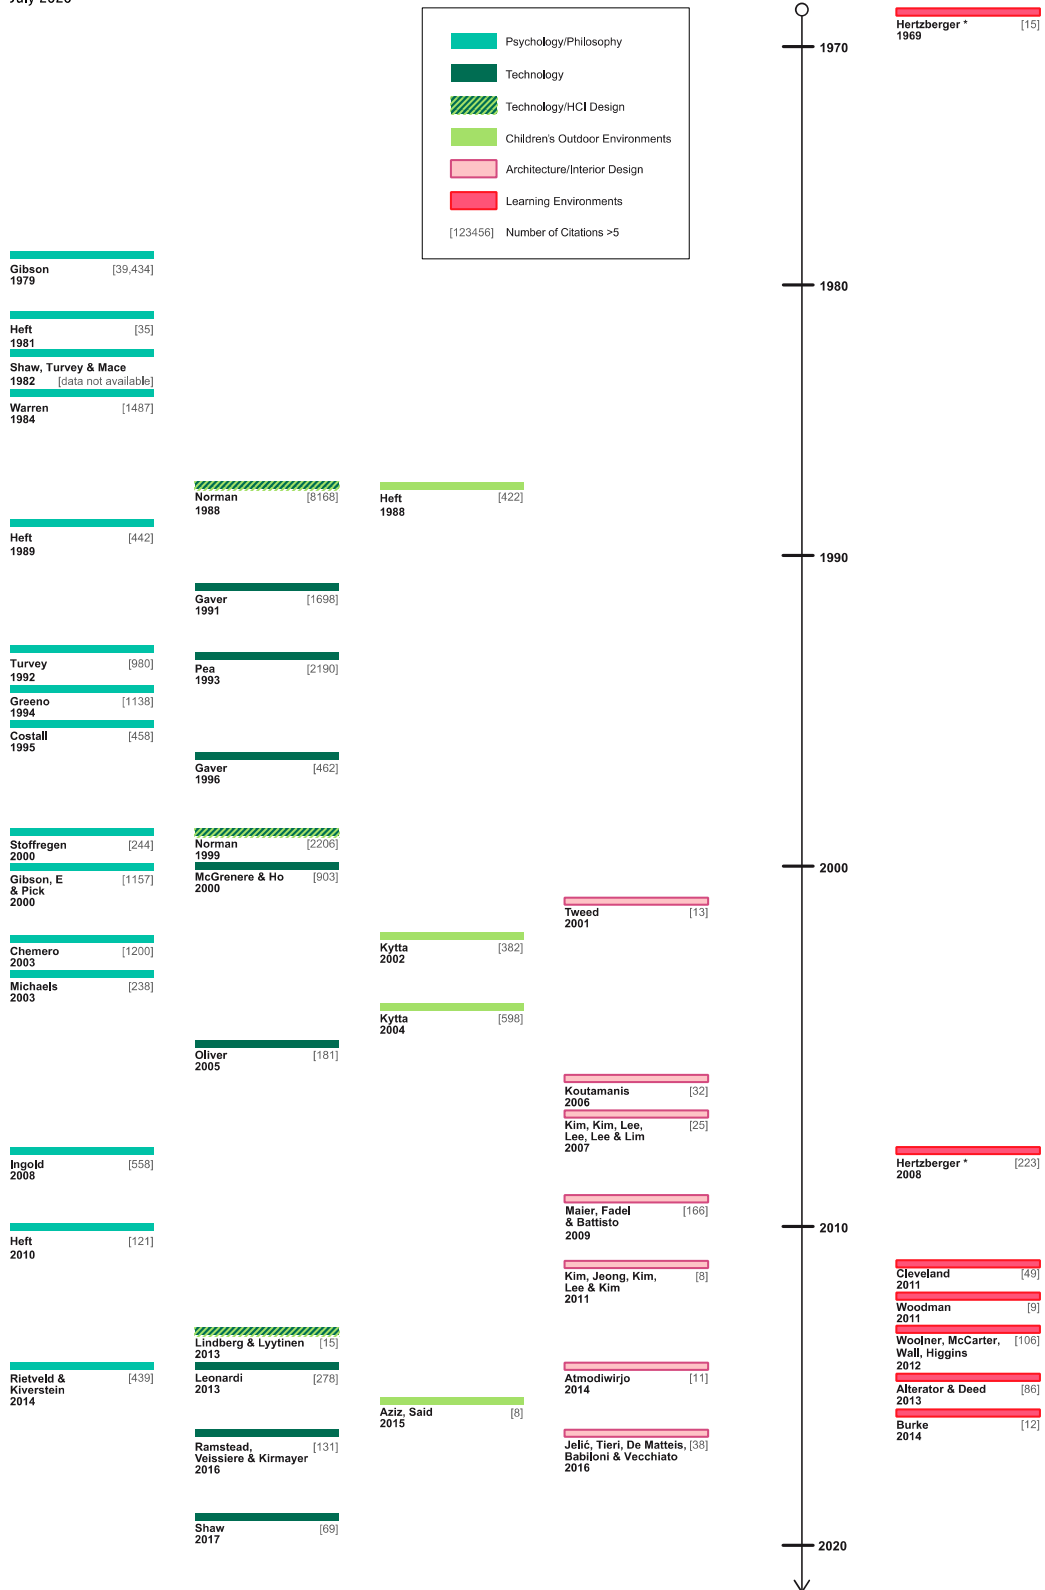 July 2020
Psychology/Philosophy
Technology
Technology/HCI Design
Children's Outdoor Environments
Architecture/Interior Design
Learning Environments
[123456] Number of Citations >5
Hertzberger * [15]
1969
1970
Gibson [39,434]
1979
1980
Heft [35]
1981
Shaw, Turvey & Mace
1982 [data not available]
Warren [1487]
1984
Norman [8168]
1988
Heft [422]
1988
Heft [442]
1989
1990
Gaver [1698]
1991
Turvey [980]
1992
Pea [2190]
1993
Greeno [1138]
1994
Costall [458]
1995
Gaver [462]
1996
Stoffregen [244]
2000
Norman [2206]
1999
Gibson, E [1157]
& Pick
2000
McGrenere & Ho [903]
2000
2000
Tweed [13]
2001
Chemero [1200]
2003
Kytta [382]
2002
Michaels [238]
2003
Kytta [598]
2004
Oliver [181]
2005
Koutamanis [32]
2006
Kim, Kim, Lee, [25]
Lee, Lee & Lim
2007
Ingold [558]
2008
Hertzberger * [223]
2008
Maier, Fadel [166]
& Battisto
2009
Heft [121]
2010
2010
Kim, Jeong, Kim, [8]
Lee & Kim
2011
Cleveland [49]
2011
Woodman [9]
2011
Lindberg & Lyytinen [15]
2013
Woolner, McCarter, [106]
Wall, Higgins
2012
Rietveld & [439]
Kiverstein
2014
Leonardi [278]
2013
Atmodiwirjo [11]
2014
Alterator & Deed [86]
2013
Aziz, Said [8]
2015
Burke [12]
2014
Ramstead, [131]
Veissiere & Kirmayer
2016
Jelić, Tieri, De Matteis, [38]
Babiloni & Vecchiato
2016
Shaw [69]
2017
2020